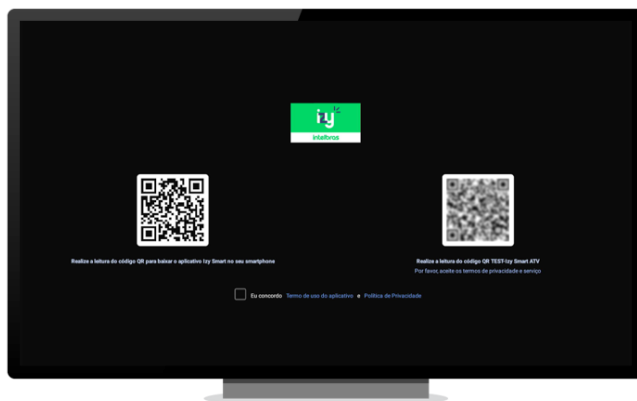 izy
intelbras
Realize a leitura do código QR para baixar o aplicativo Izy Smart no seu smartphone
Realize a leitura do código QR TEST-Izy Smart ATV
Por favor, aceite os termos de privacidade e serviço
Eu concordo Termo de uso do aplicativo e Política de Privacidade